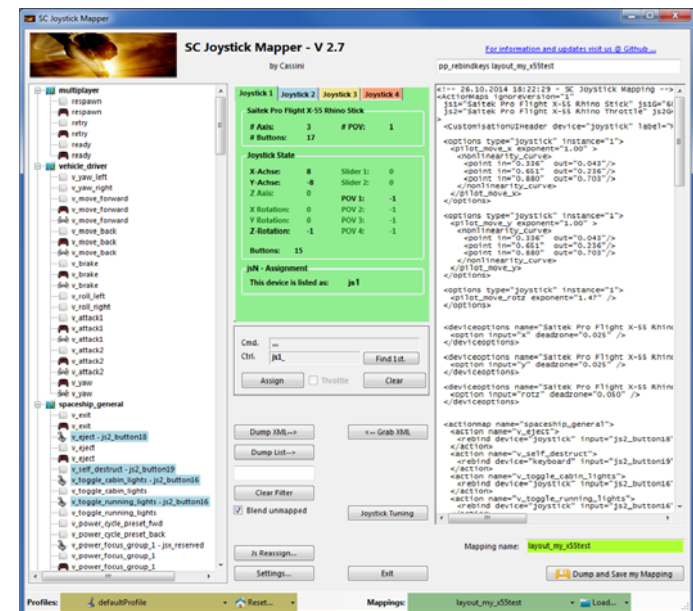 SC Joystick Mapper
SC Joystick Mapper - V 2.7
by Cassini
For information and updates visit us @ Github ...
pp_rebindkeys layout_my_x55test
multiplayer
respawn
respawn
retry
retry
ready
ready
vehicle_driver
v_yaw_left
v_yaw_right
v_move_forward
v_move_forward
v_move_forward
v_move_back
v_move_back
v_move_back
v_brake
v_brake
v_brake
v_roll_left
v_roll_right
v_attack1
v_attack1
v_attack1
v_attack2
v_attack2
v_attack2
v_yaw
v_yaw
spaceship_general
v_exit
v_exit
v_eject - js2_button18
v_eject
v_eject
v_self_destruct - js2_button19
v_toggle_cabin_lights - js2_button16
v_toggle_cabin_lights
v_toggle_running_lights - js2_button16
v_toggle_running_lights
v_power_cycle_preset_fwd
v_power_cycle_preset_back
v_power_focus_group_1 - jsx_reserved
v_power_focus_group_1
v_power_focus_group_1
Joystick 1 Joystick 2 Joystick 3 Joystick 4
Saitek Pro Flight X-55 Rhino Stick
# Axis: 3 # POV: 1
# Buttons: 17
Joystick State
X-Achse: 8 Slider 1: 0
Y-Achse: -8 Slider 2: 0
Z Axis: 0 POV 1: -1
X Rotation: 0 POV 2: -1
Y Rotation: 0 POV 3: -1
Z-Rotation: -1 POV 4: -1
Buttons: 15
jsN - Assignment
This device is listed as: js1
Cmd. ...
Ctrl. js1_ Find 1st.
Assign Throttle Clear
Dump XML--> <-- Grab XML
Dump List-->
Clear Filter
Blend unmapped Joystick Tuning
Js Reassign...
Settings... Exit
<!-- 26.10.2014 18:22:29 - SC Joystick Mapping -->
<ActionMaps ignoreVersion="1"
js1="Saitek Pro Flight X-55 Rhino Stick" js1G="
js2="Saitek Pro Flight X-55 Rhino Throttle" js2G
>
<CustomisationUIHeader device="joystick" label="
<options type="joystick" instance="1">
<pilot_move_x exponent="1.00" >
<nonlinearity_curve>
<point in="0.336" out="0.043"/>
<point in="0.651" out="0.236"/>
<point in="0.880" out="0.703"/>
</nonlinearity_curve>
</pilot_move_x>
</options>
<options type="joystick" instance="1">
<pilot_move_y exponent="1.00" >
<nonlinearity_curve>
<point in="0.336" out="0.043"/>
<point in="0.651" out="0.236"/>
<point in="0.880" out="0.703"/>
</nonlinearity_curve>
</pilot_move_y>
</options>
<options type="joystick" instance="1">
<pilot_move_rotz exponent="1.47" />
</options>
<deviceoptions name="Saitek Pro Flight X-55 Rhin
<option input="x" deadzone="0.025" />
</deviceoptions>
<deviceoptions name="Saitek Pro Flight X-55 Rhin
<option input="y" deadzone="0.025" />
</deviceoptions>
<deviceoptions name="Saitek Pro Flight X-55 Rhin
<option input="rotz" deadzone="0.050" />
</deviceoptions>
<actionmap name="spaceship_general">
<action name="v_eject">
<rebind device="joystick" input="js2_button18"
</action>
<action name="v_self_destruct">
<rebind device="keyboard" input="js2_button19"
</action>
<action name="v_toggle_cabin_lights">
<rebind device="joystick" input="js2_button16"
</action>
<action name="v_toggle_running_lights">
<rebind device="joystick" input="js2_button16"
Mapping name: layout_my_x55test
Dump and Save my Mapping
Profiles: defaultProfile Reset... Mappings: layout_my_x55test Load...